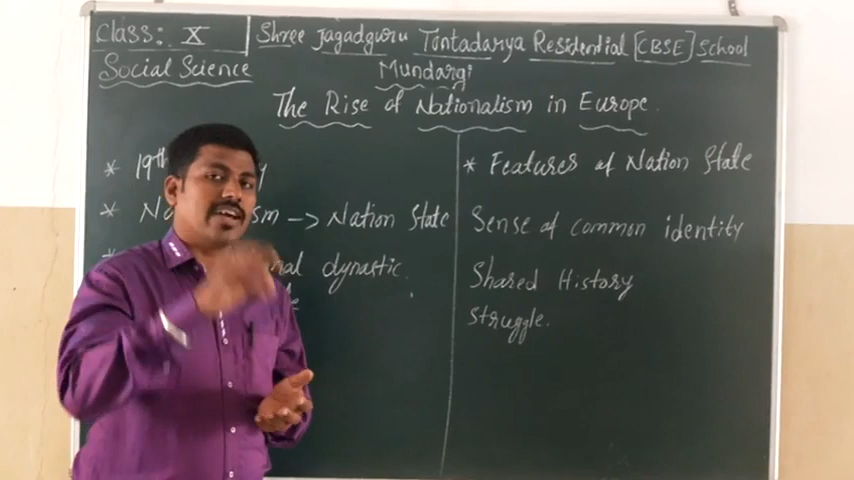 Class: X
Shree Jagadguru Tontadarya Residential [CBSE] School
Social Science
Mundargi
The Rise of Nationalism in Europe.
* 19th
* Features of Nation State
* → Nation State
Sense of common identity
* dynastic
Shared History
Struggle.